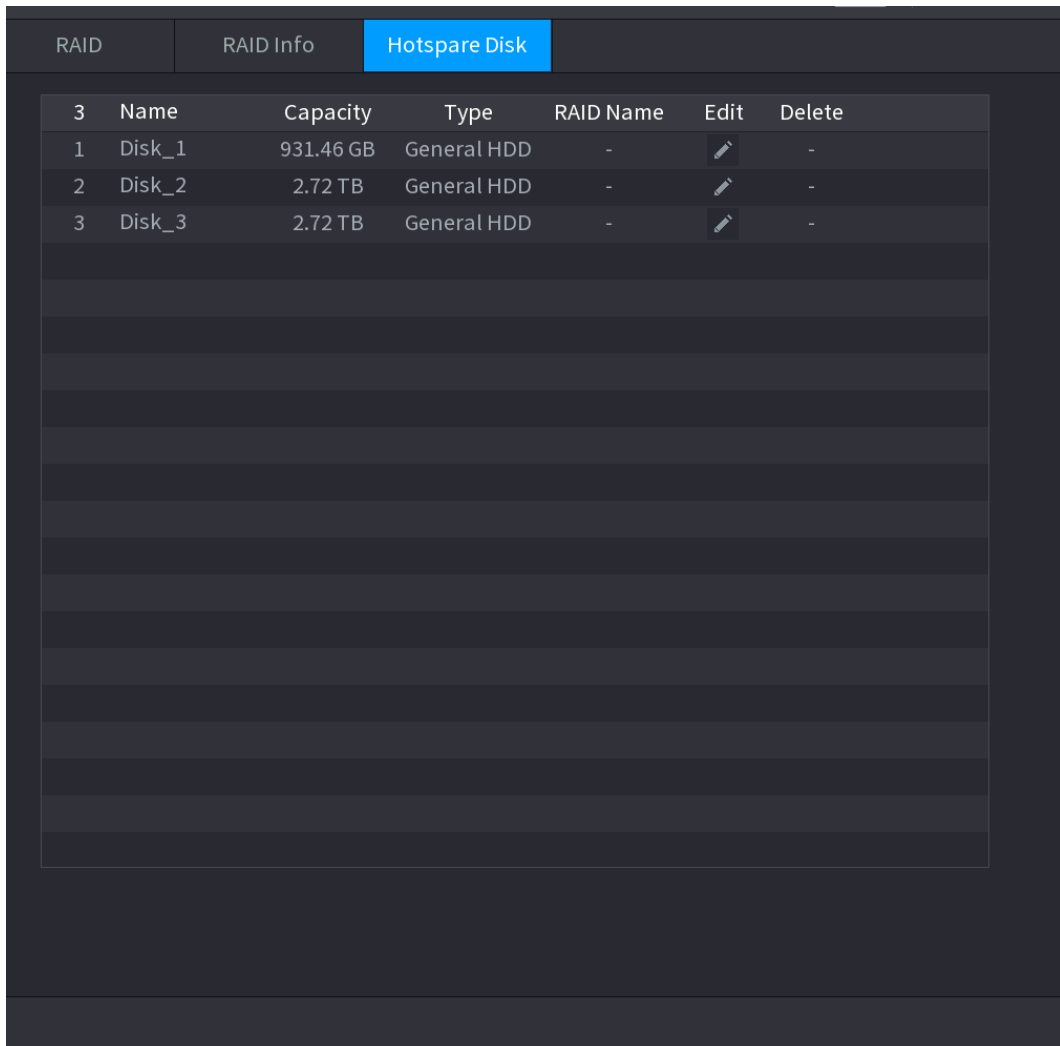 RAID RAID Info Hotspare Disk
3 Name Capacity Type RAID Name Edit Delete
1 Disk_1 931.46 GB General HDD - -
2 Disk_2 2.72 TB General HDD - -
3 Disk_3 2.72 TB General HDD - -